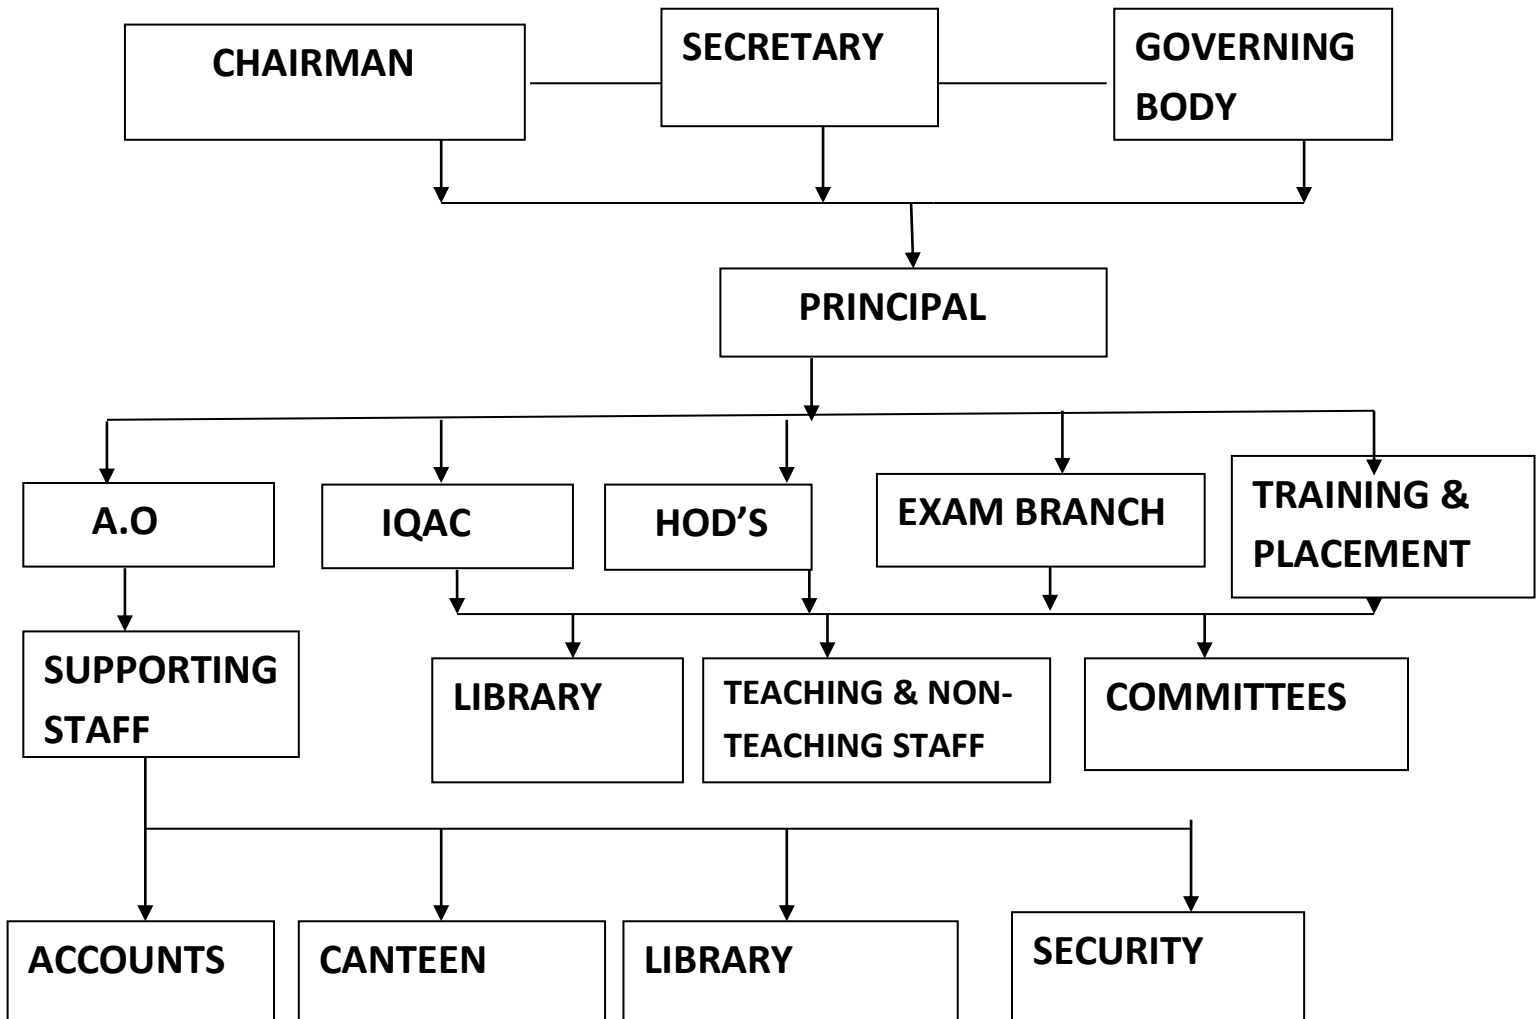 CHAIRMAN
SECRETARY
GOVERNING
BODY
PRINCIPAL
A.O
IQAC
HOD’S
EXAM BRANCH
TRAINING &
PLACEMENT
SUPPORTING
STAFF
LIBRARY
TEACHING & NON-
TEACHING STAFF
COMMITTEES
ACCOUNTS
CANTEEN
LIBRARY
SECURITY